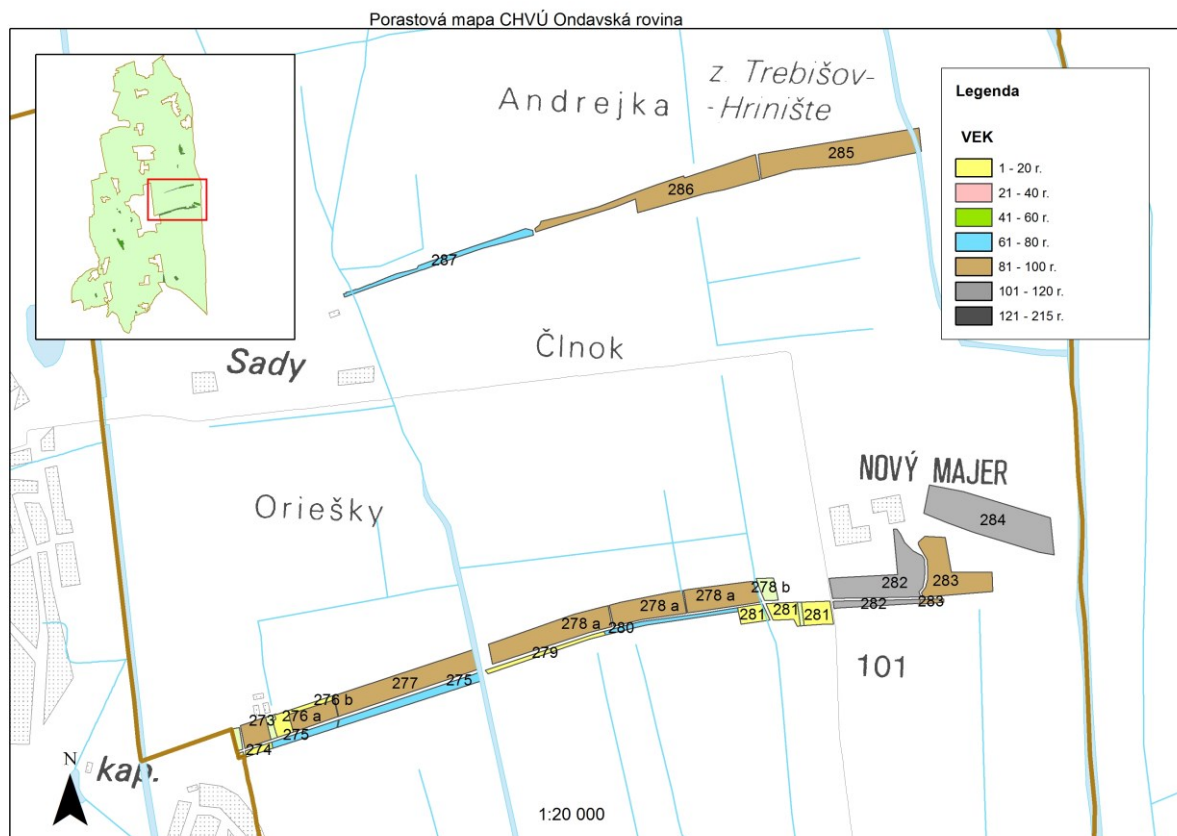 Porastová mapa CHVÚ Ondavská rovina
z. Trebišov-
-Hrinište
Andrejka
Legenda
VEK
1 - 20 r.
21 - 40 r.
41 - 60 r.
61 - 80 r.
81 - 100 r.
101 - 120 r.
121 - 215 r.
285
286
287
Člnok
Sady
NOVÝ MAJER
Oriešky
284
282
283
278 b
278 a
278 a
278 a
281
281
281
282
283
280
279
101
277
275
276 b
273
276 a
275
274
kap.
N
1:20 000